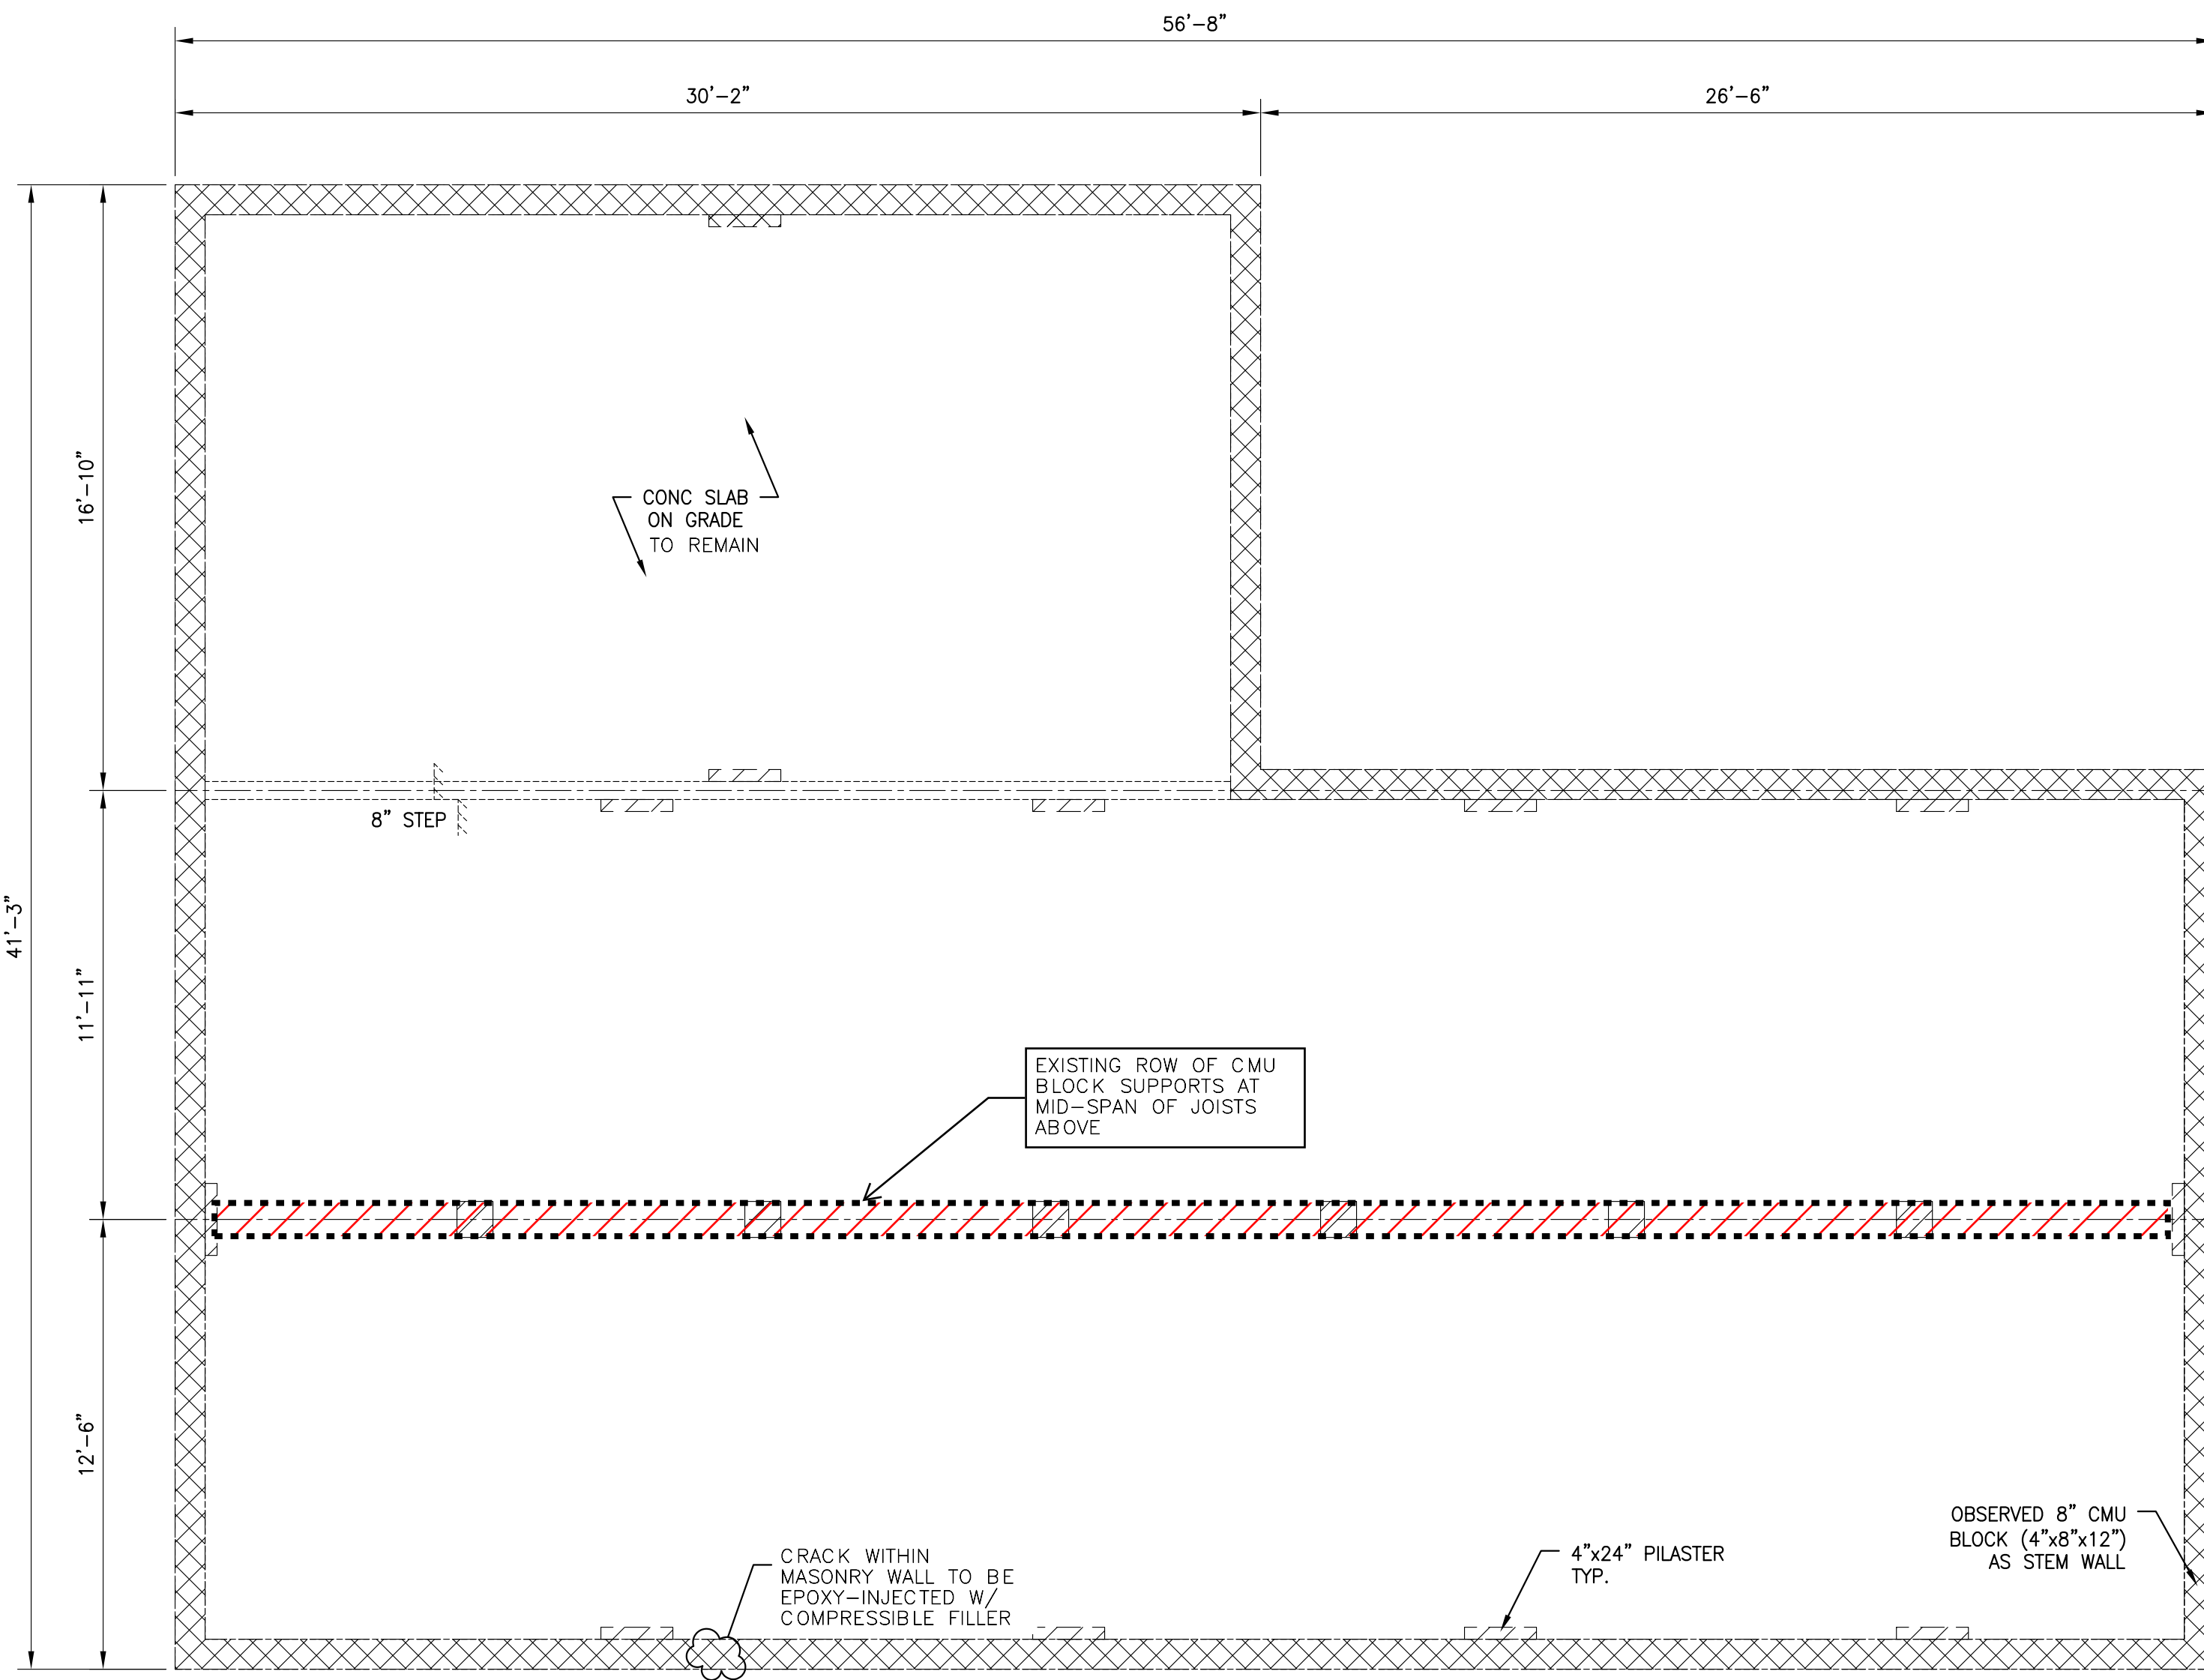 56'-8"
30'-2"
26'-6"
16'-10"
CONC SLAB
ON GRADE
TO REMAIN
8" STEP
41'-3"
11'-11"
EXISTING ROW OF CMU
BLOCK SUPPORTS AT
MID-SPAN OF JOISTS
ABOVE
12'-6"
CRACK WITHIN
MASONRY WALL TO BE
EPOXY-INJECTED W/
COMPRESSIBLE FILLER
4"x24" PILASTER
TYP.
OBSERVED 8" CMU
BLOCK (4"x8"x12")
AS STEM WALL